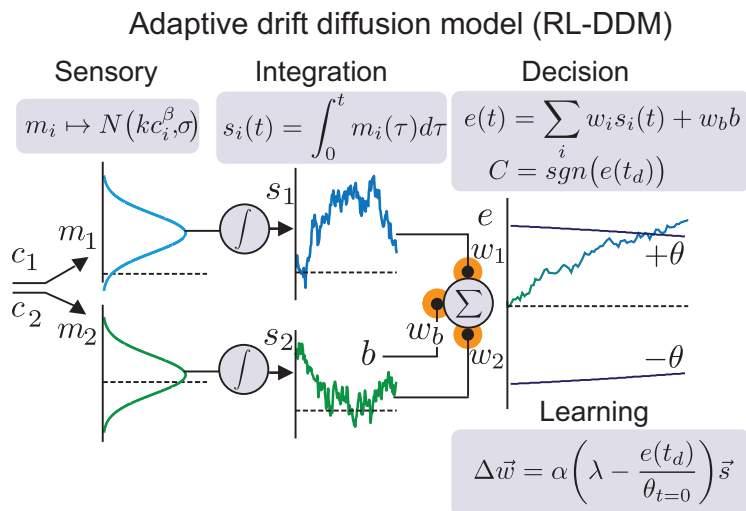 Adaptive drift diffusion model (RL-DDM)
Sensory
Integration
Decision
m_i ↦ N(kc_i^β, σ)
s_i(t) = ∫_0^t m_i(τ)dτ
e(t) = ∑_i w_i s_i(t) + w_b b
C = sgn(e(t_d))
c_1
c_2
m_1
m_2
∫
∫
s_1
s_2
b
w_1
w_b
w_2
∑
e
+θ
−θ
Learning
Δw⃗ = α(λ − e(t_d)/θ_{t=0})s⃗